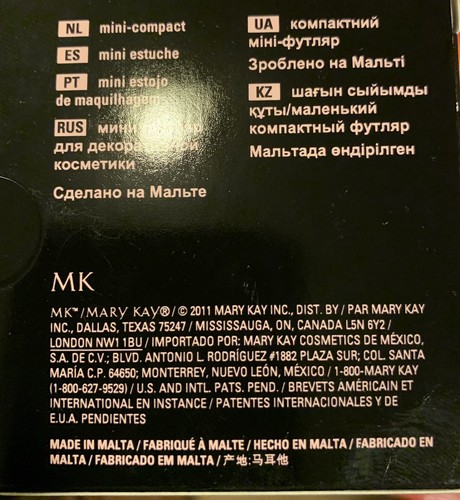 NL mini-compact
ES mini estuche
PT mini estojo
de maquilhagem
RUS мини
для декоративной
косметики
Сделано на Мальте
UA компактний
міні-футляр
Зроблено на Мальті
KZ шағын сыйымды
құты/маленький
компактный футляр
Мальтада өндірілген
MK
MK™/MARY KAY®/© 2011 MARY KAY INC., DIST. BY / PAR MARY KAY
INC., DALLAS, TEXAS 75247 / MISSISSAUGA, ON, CANADA L5N 6Y2 /
LONDON NW1 1BU / IMPORTADO POR: MARY KAY COSMETICS DE MÉXICO,
S.A. DE C.V.; BLVD. ANTONIO L. RODRÍGUEZ #1882 PLAZA SUR; COL. SANTA
MARÍA C.P. 64650; MONTERREY, NUEVO LEÓN, MÉXICO / 1-800-MARY KAY
(1-800-627-9529) / U.S. AND INTL. PATS. PEND. / BREVETS AMÉRICAIN ET
INTERNATIONAL EN INSTANCE / PATENTES INTERNACIONALES Y DE
E.U.A. PENDIENTES
MADE IN MALTA / FABRIQUÉ À MALTE / HECHO EN MALTA / FABRICADO EN
MALTA / FABRICADO EM MALTA / 产地:马耳他